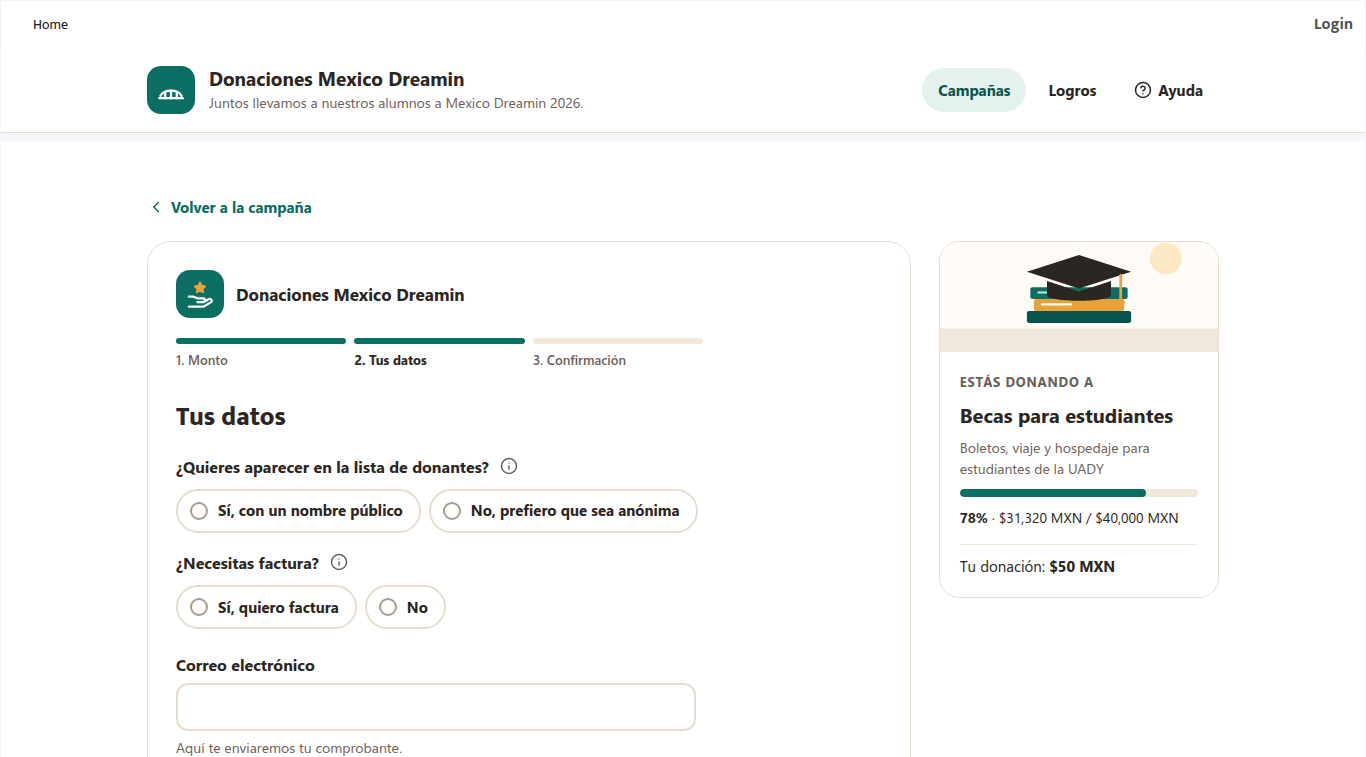 Home
Login
Donaciones Mexico Dreamin
Juntos llevamos a nuestros alumnos a Mexico Dreamin 2026.
Campañas
Logros
Ayuda
Volver a la campaña
Donaciones Mexico Dreamin
1. Monto
2. Tus datos
3. Confirmación
Tus datos
¿Quieres aparecer en la lista de donantes?
Sí, con un nombre público
No, prefiero que sea anónima
¿Necesitas factura?
Sí, quiero factura
No
Correo electrónico
Aquí te enviaremos tu comprobante.
ESTÁS DONANDO A
Becas para estudiantes
Boletos, viaje y hospedaje para
estudiantes de la UADY
78% · $31,320 MXN / $40,000 MXN
Tu donación: $50 MXN